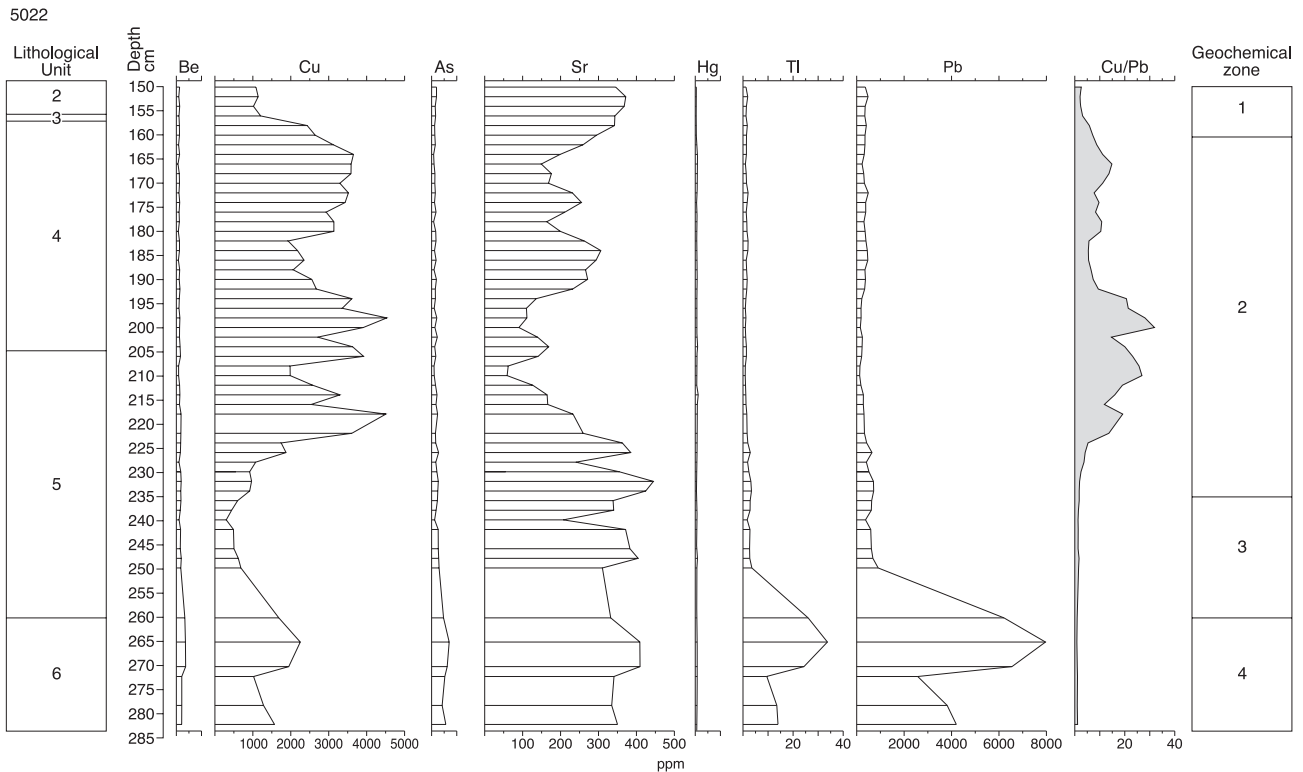 5022
Lithological Unit
Depth cm
Be
Cu
As
Sr
Hg
Tl
Pb
Cu/Pb
Geochemical zone
2
3
4
5
6
150
155
160
165
170
175
180
185
190
195
200
205
210
215
220
225
230
235
240
245
250
255
260
265
270
275
280
285
1000 2000 3000 4000 5000
100 200 300 400 500
20 40
2000 4000 6000 8000
20 40
ppm
1
2
3
4